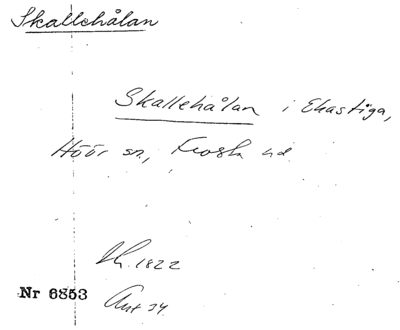 Skallehålan
Skallehålan i Ekastiga,
Höör sn, Frosta hd
1822
Nr 6853